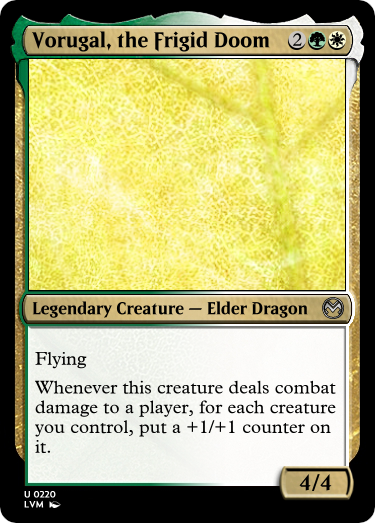 Vorugal, the Frigid Doom 2
Legendary Creature — Elder Dragon
Flying
Whenever this creature deals combat
damage to a player, for each creature
you control, put a +1/+1 counter on
it.
4/4
U 0220
LVM